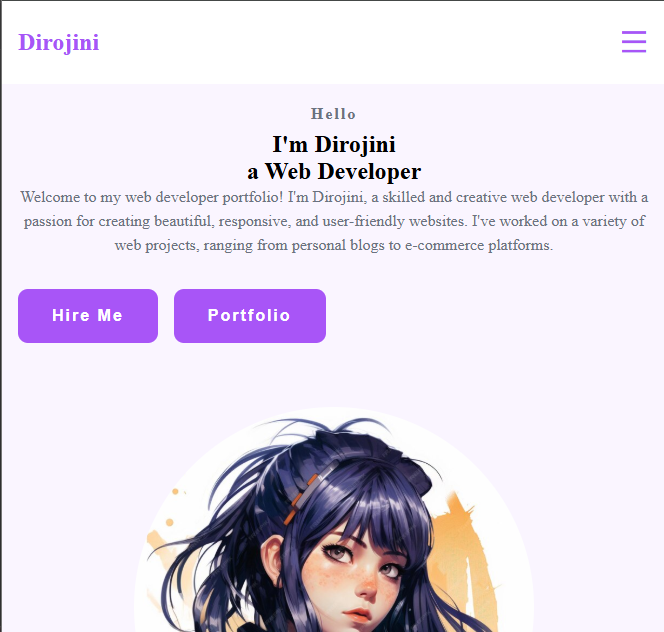 Dirojini
Hello
I'm Dirojini
a Web Developer
Welcome to my web developer portfolio! I'm Dirojini, a skilled and creative web developer with a
passion for creating beautiful, responsive, and user-friendly websites. I've worked on a variety of
web projects, ranging from personal blogs to e-commerce platforms.
Hire Me
Portfolio